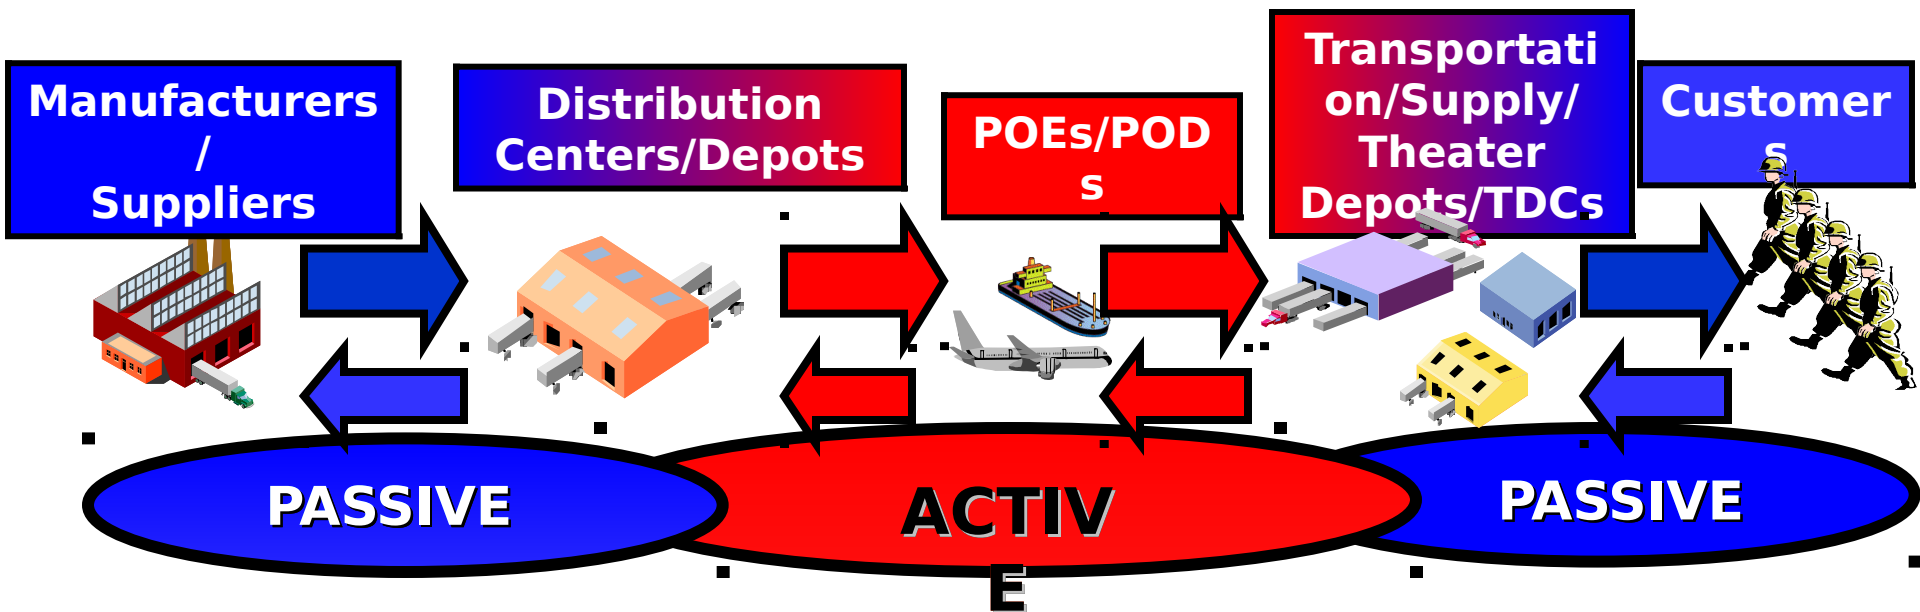 Manufacturers
/
Suppliers
Distribution
Centers/Depots
POEs/POD
s
Transportati
on/Supply/
Theater
Depots/TDCs
Customer
s
PASSIVE
ACTIV
E
PASSIVE